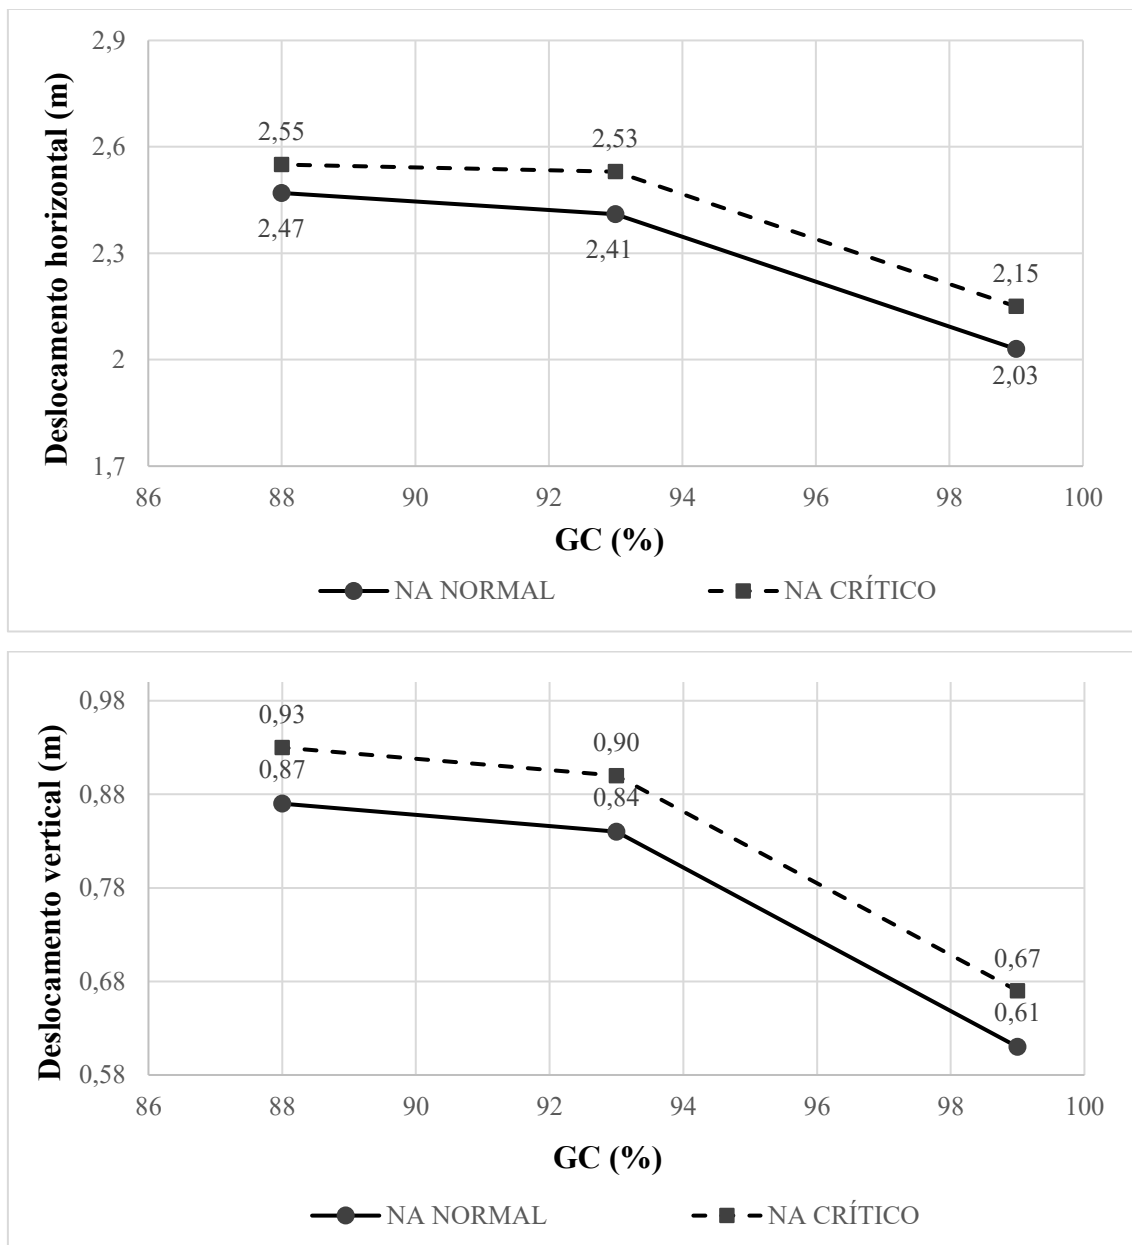 Deslocamento horizontal (m)
2,9
2,6
2,3
2
1,7
2,55
2,53
2,47
2,41
2,15
2,03
86 88 90 92 94 96 98 100
GC (%)
NA NORMAL NA CRÍTICO
Deslocamento vertical (m)
0,98
0,88
0,78
0,68
0,58
0,93
0,90
0,87
0,84
0,67
0,61
86 88 90 92 94 96 98 100
GC (%)
NA NORMAL NA CRÍTICO